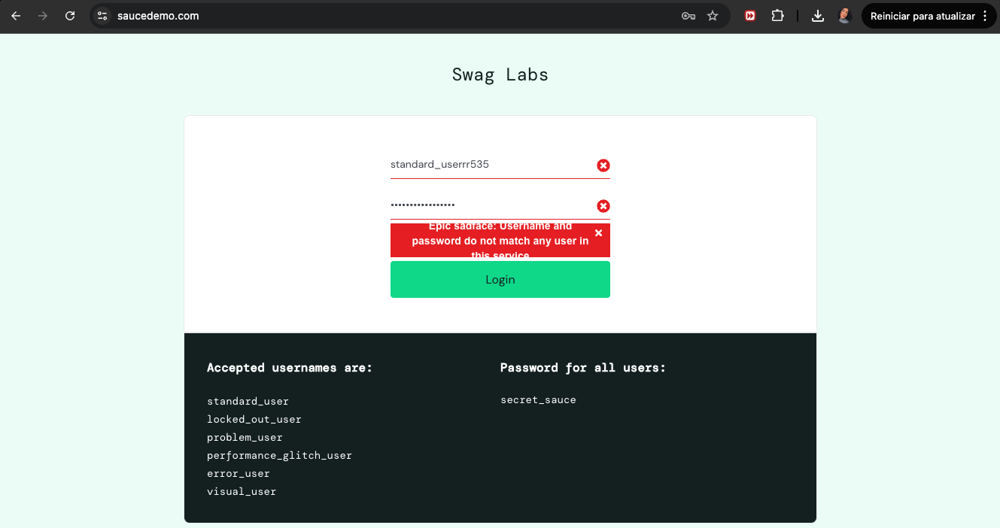 saucedemo.com
Reiniciar para atualizar
Swag Labs
standard_userrr535
•••••••••••••••••
Epic sadface: Username and
password do not match any user in
this service
Login
Accepted usernames are:
standard_user
locked_out_user
problem_user
performance_glitch_user
error_user
visual_user
Password for all users:
secret_sauce